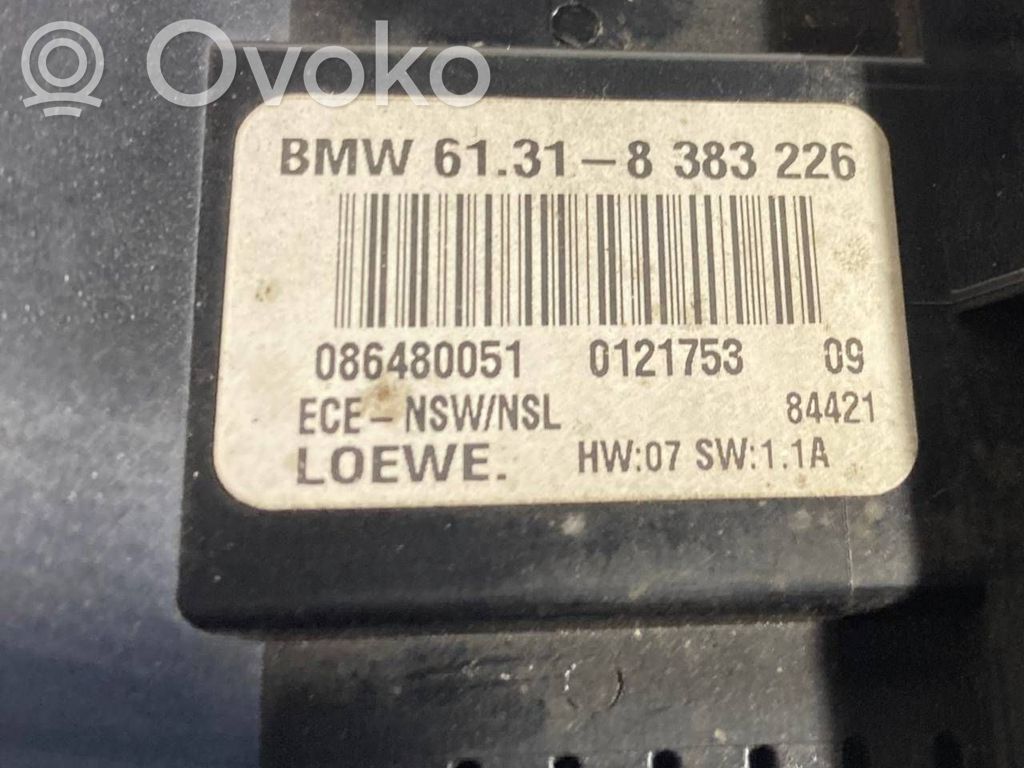 Ovoko
BMW 61.31-8 383 226
086480051 0121753 09
ECE-NSW/NSL 84421
LOEWE. HW:07 SW:1.1A